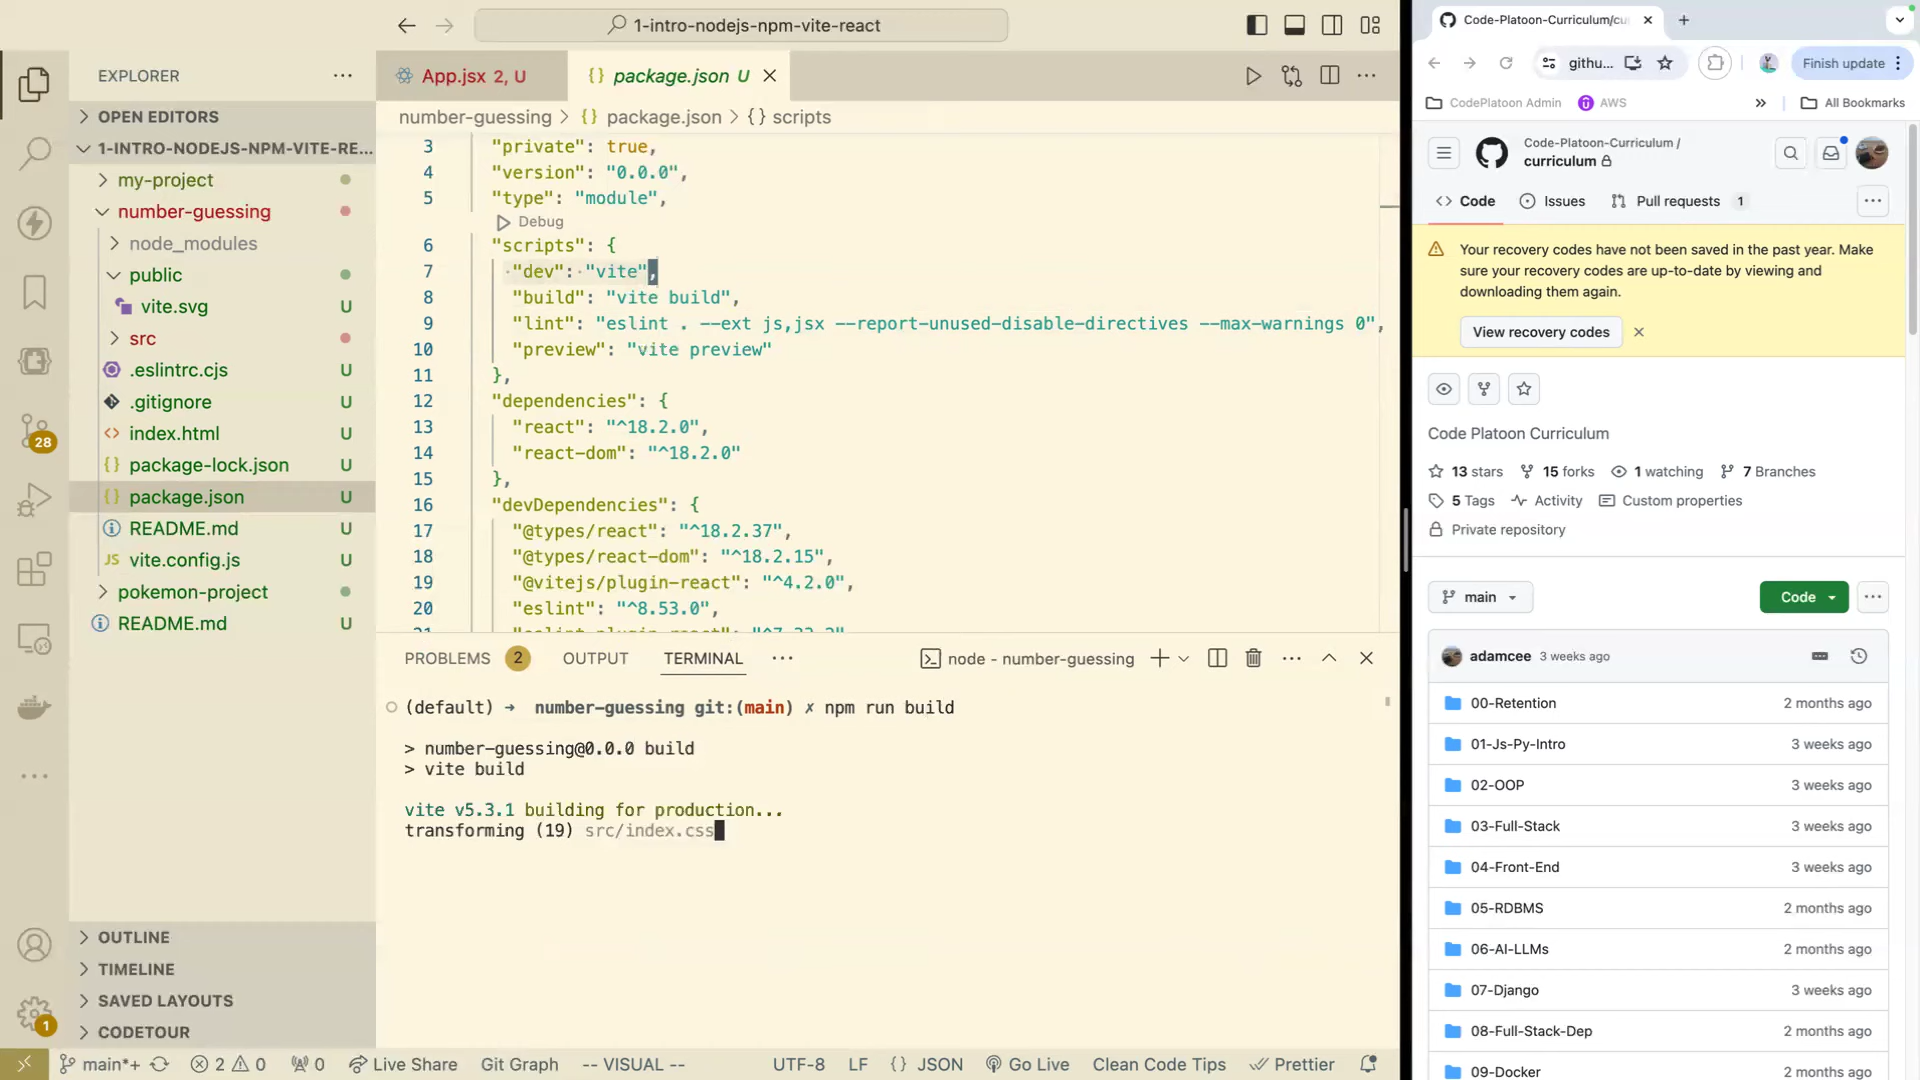 1-intro-nodejs-npm-vite-react
EXPLORER
OPEN EDITORS
1-INTRO-NODEJS-NPM-VITE-RE...
my-project
number-guessing
node_modules
public
vite.svg U
src
.eslintrc.cjs U
.gitignore U
index.html U
package-lock.json U
package.json U
README.md U
vite.config.js U
pokemon-project
README.md U
28
1
OUTLINE
TIMELINE
SAVED LAYOUTS
CODETOUR
App.jsx 2, U
package.json U
number-guessing > {} package.json > {} scripts
3 "private": true,
4 "version": "0.0.0",
5 "type": "module",
Debug
6 "scripts": {
7 "dev": "vite",
8 "build": "vite build",
9 "lint": "eslint . --ext js,jsx --report-unused-disable-directives --max-warnings 0",
10 "preview": "vite preview"
11 },
12 "dependencies": {
13 "react": "^18.2.0",
14 "react-dom": "^18.2.0"
15 },
16 "devDependencies": {
17 "@types/react": "^18.2.37",
18 "@types/react-dom": "^18.2.15",
19 "@vitejs/plugin-react": "^4.2.0",
20 "eslint": "^8.53.0",
PROBLEMS 2 OUTPUT TERMINAL ... node - number-guessing
(default) → number-guessing git:(main) ✗ npm run build
> number-guessing@0.0.0 build
> vite build
vite v5.3.1 building for production...
transforming (19) src/index.css
main*+ 2 0 0 Live Share Git Graph -- VISUAL -- UTF-8 LF {} JSON Go Live Clean Code Tips Prettier
Code-Platoon-Curriculum/cu
githu... Finish update
CodePlatoon Admin AWS » All Bookmarks
Code-Platoon-Curriculum /
curriculum
Code Issues Pull requests 1
Your recovery codes have not been saved in the past year. Make
sure your recovery codes are up-to-date by viewing and
downloading them again.
View recovery codes
Code Platoon Curriculum
13 stars 15 forks 1 watching 7 Branches
5 Tags Activity Custom properties
Private repository
main Code
adamcee 3 weeks ago
00-Retention 2 months ago
01-Js-Py-Intro 3 weeks ago
02-OOP 2 months ago
03-Full-Stack 3 weeks ago
04-Front-End 3 weeks ago
05-RDBMS 2 months ago
06-AI-LLMs 2 months ago
07-Django 3 weeks ago
08-Full-Stack-Dep 2 months ago
09-Docker 2 months ago